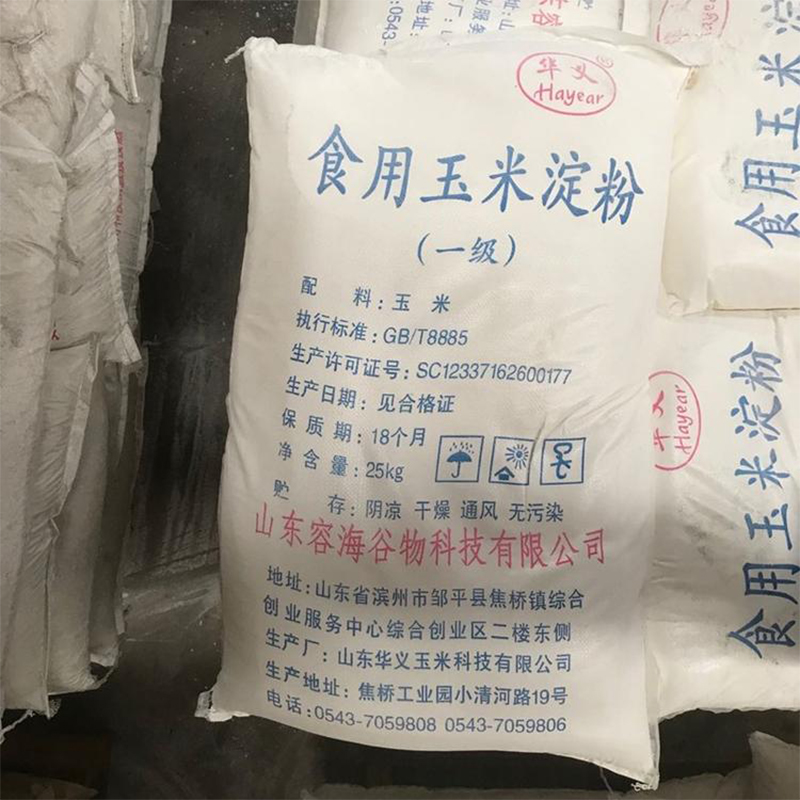 华义®
Hayear
食用玉米淀粉
（一级）
配 料：玉 米
执行标准：GB/T8885
生产许可证号：SC12337162600177
生产日期：见合格证
保 质 期：18个月
净 含 量：25kg
贮 存：阴凉 干燥 通风 无污染
山东容海谷物科技有限公司
地址：山东省滨州市邹平县焦桥镇综合
创业服务中心综合创业区二楼东侧
生产厂：山东华义玉米科技有限公司
生产地址：焦桥工业园小清河路19号
电话：0543-7059808 0543-7059806
Hayear
食用玉米淀
华义
Hayear
食用玉米淀粉